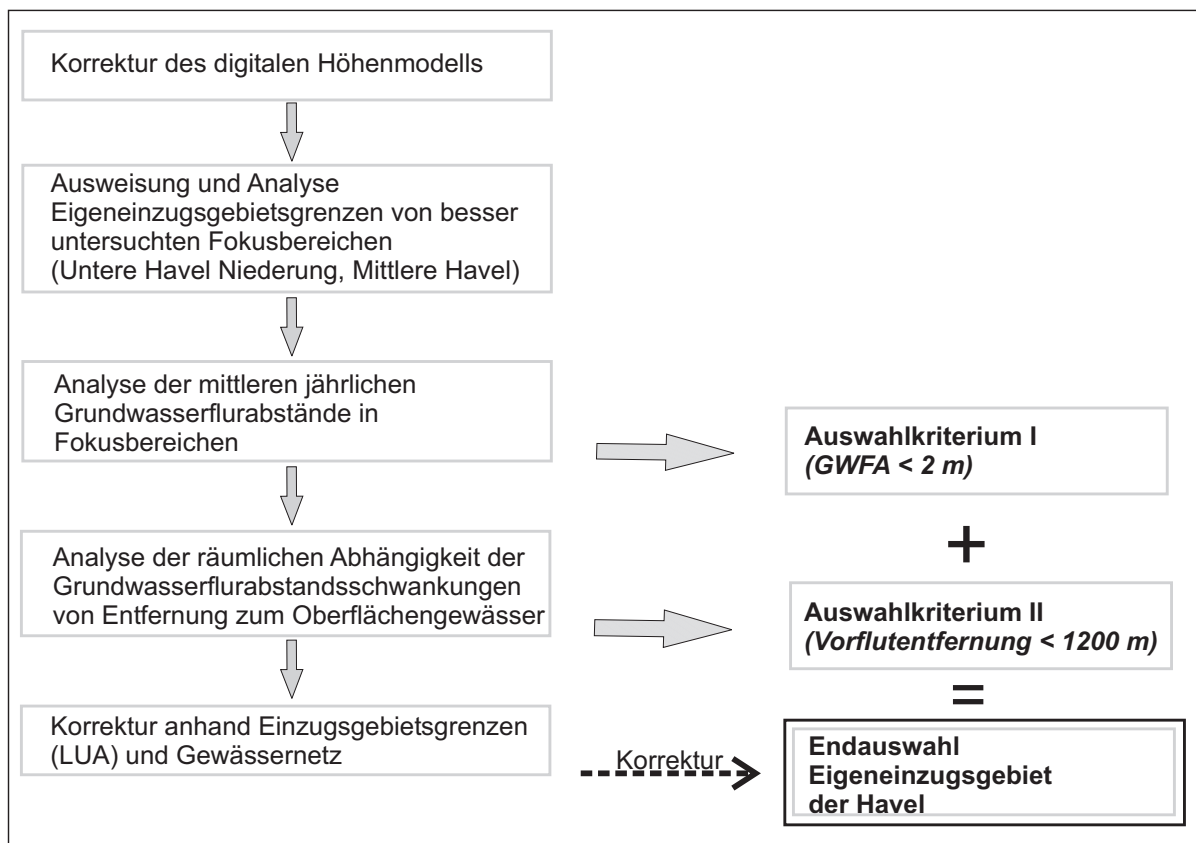 Korrektur des digitalen Höhenmodells
Ausweisung und Analyse
Eigeneinzugsgebietsgrenzen von besser
untersuchten Fokusbereichen
(Untere Havel Niederung, Mittlere Havel)
Analyse der mittleren jährlichen
Grundwasserflurabstände in
Fokusbereichen
Auswahlkriterium I
(GWFA < 2 m)
+
Analyse der räumlichen Abhängigkeit der
Grundwasserflurabstandsschwankungen
von Entfernung zum Oberflächengewässer
Auswahlkriterium II
(Vorflutentfernung < 1200 m)
=
Korrektur anhand Einzugsgebietsgrenzen
(LUA) und Gewässernetz
Korrektur
Endauswahl
Eigeneinzugsgebiet
der Havel